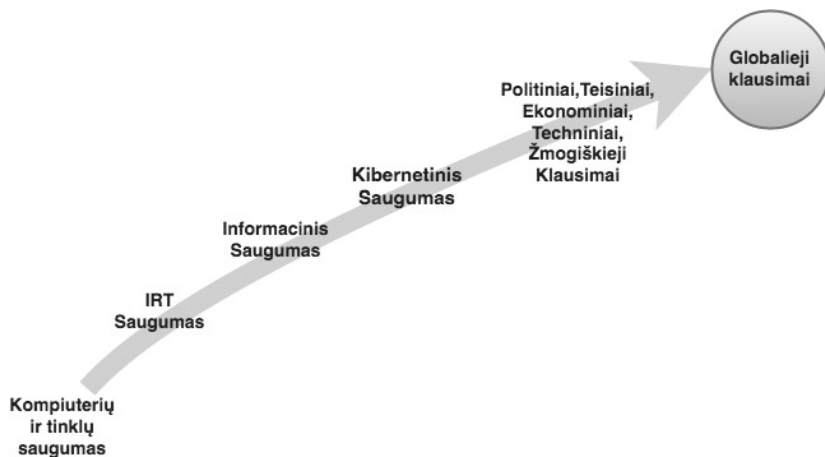 Globalieji
klausimai
Politiniai,Teisiniai,
Ekonominiai,
Techniniai,
Žmogiškieji
Klausimai
Kibernetinis
Saugumas
Informacinis
Saugumas
IRT
Saugumas
Kompiuterių
ir tinklų
saugumas